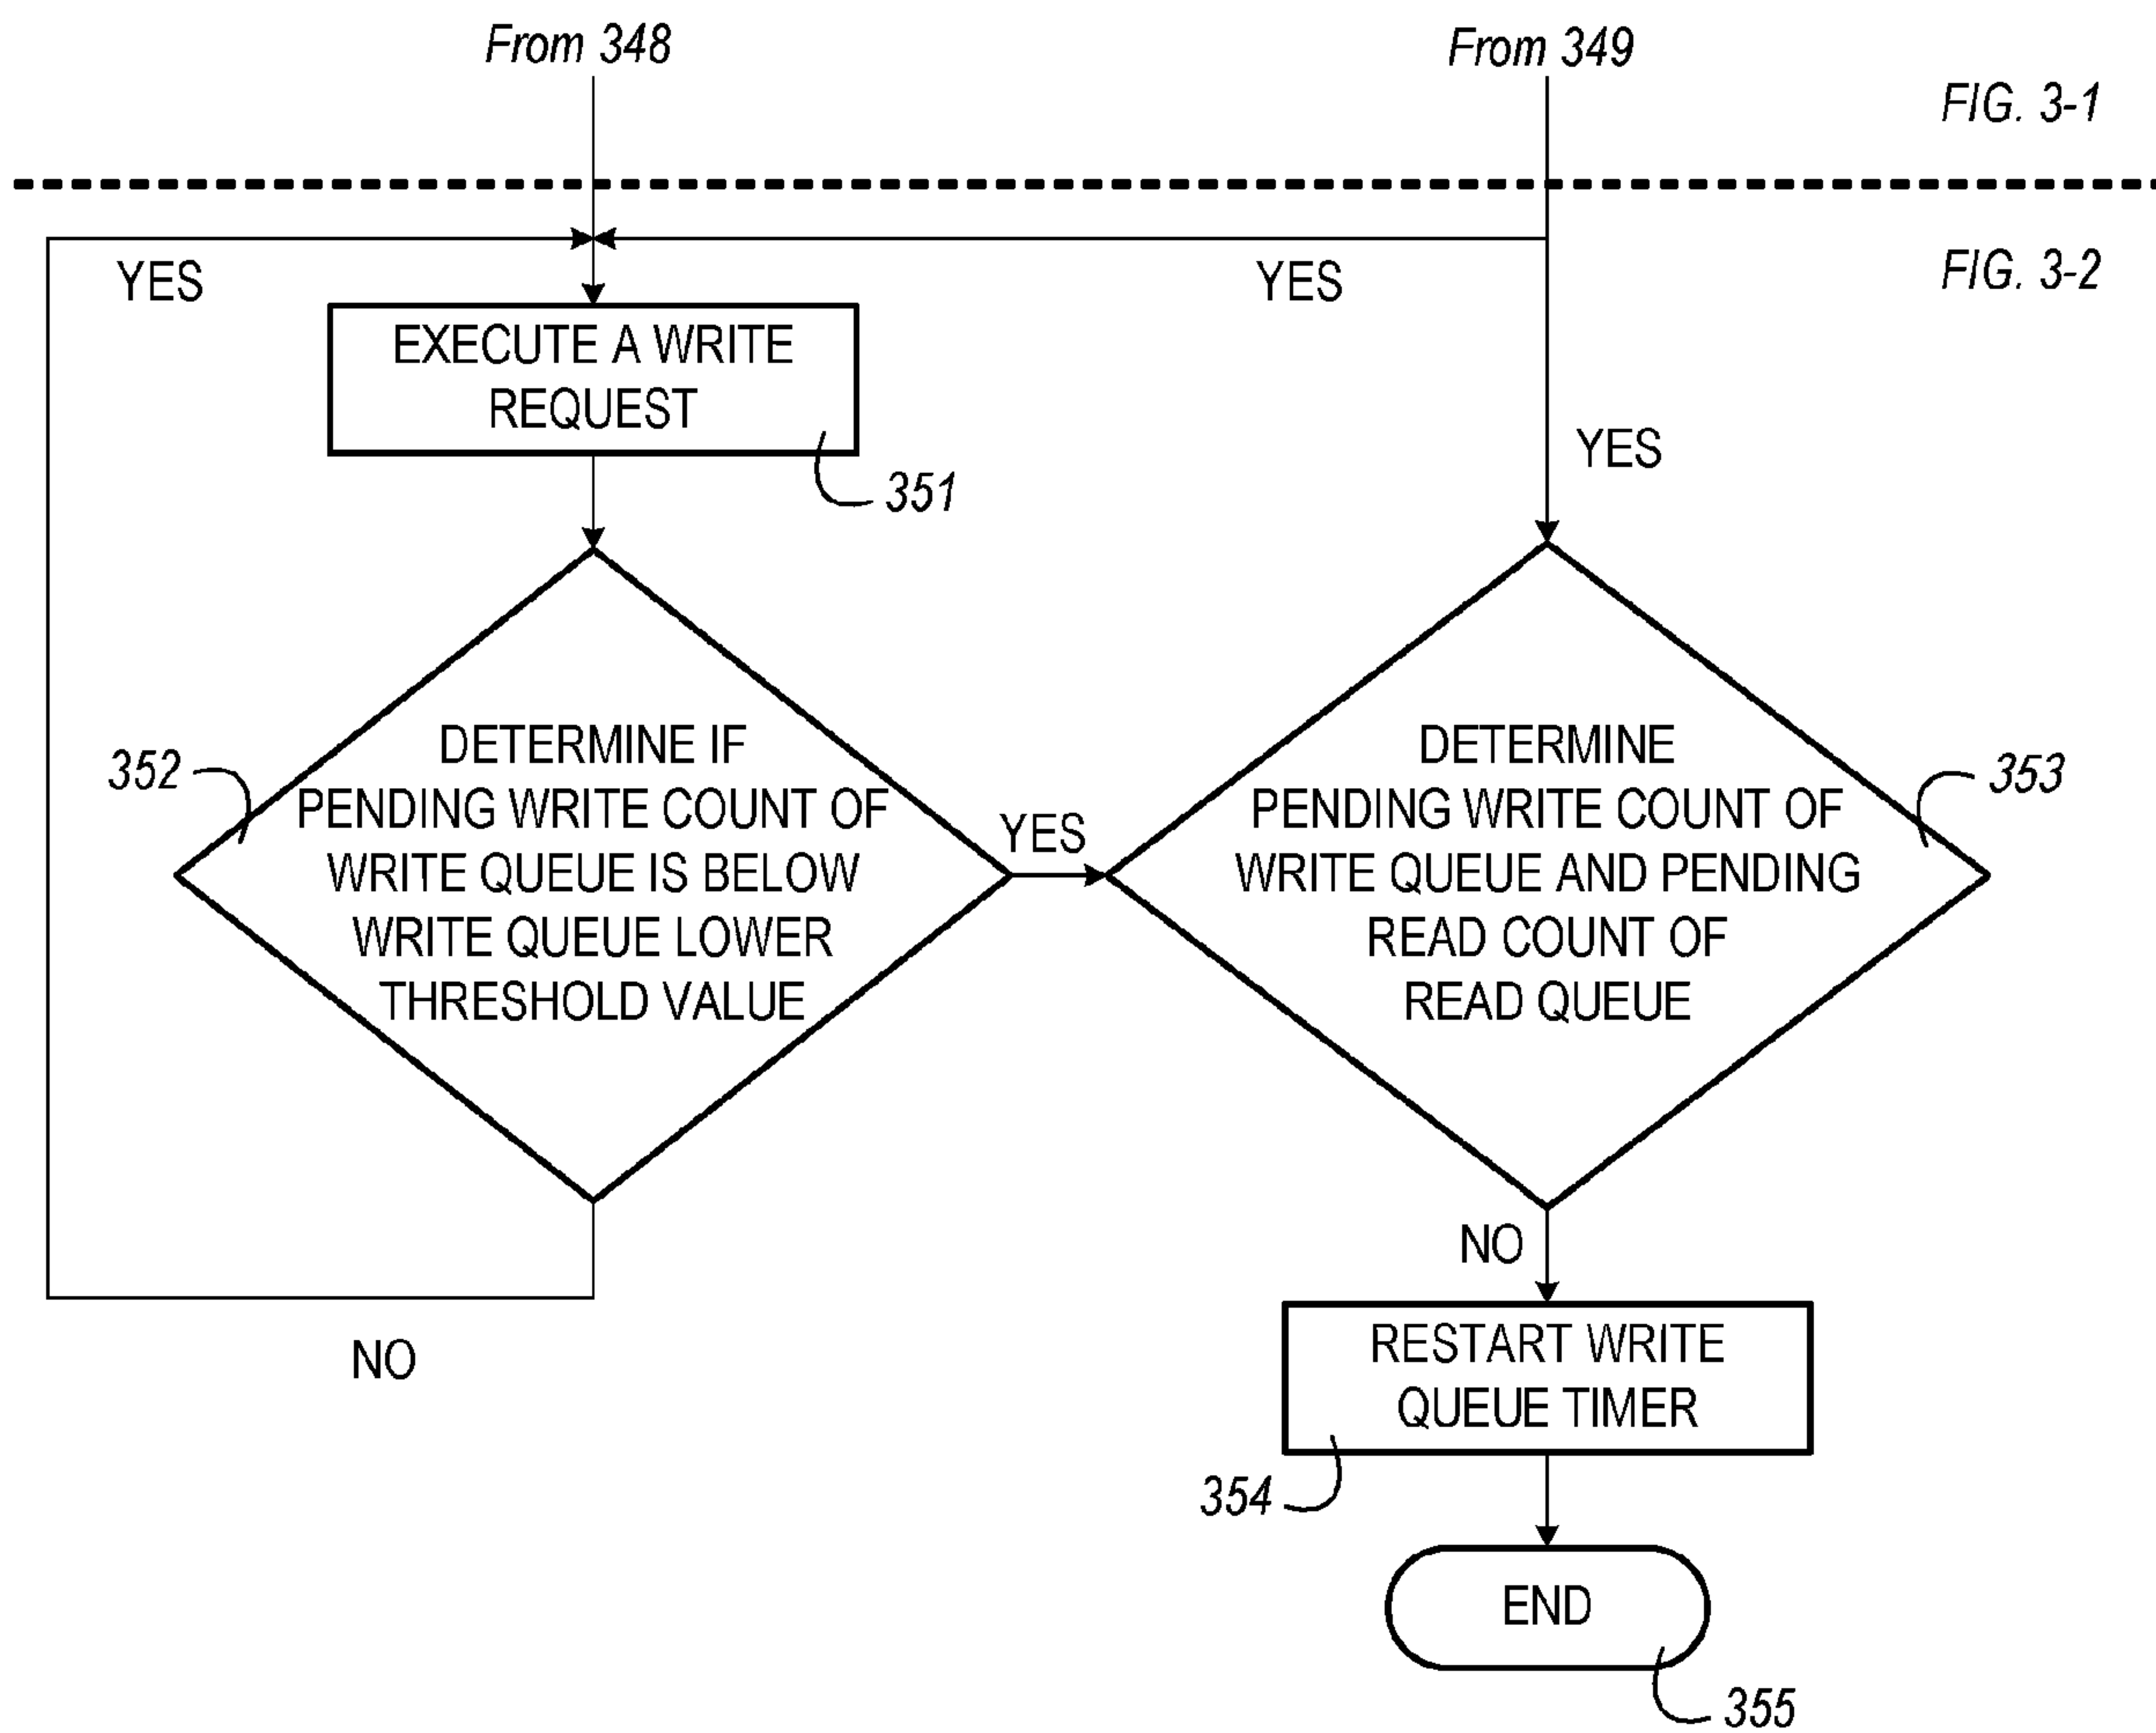 From 348
From 349
FIG. 3-1
FIG. 3-2
YES
YES
EXECUTE A WRITE
REQUEST
351
YES
352
DETERMINE IF
PENDING WRITE COUNT OF
WRITE QUEUE IS BELOW
WRITE QUEUE LOWER
THRESHOLD VALUE
YES
DETERMINE
PENDING WRITE COUNT OF
WRITE QUEUE AND PENDING
READ COUNT OF
READ QUEUE
353
NO
NO
RESTART WRITE
QUEUE TIMER
354
END
355